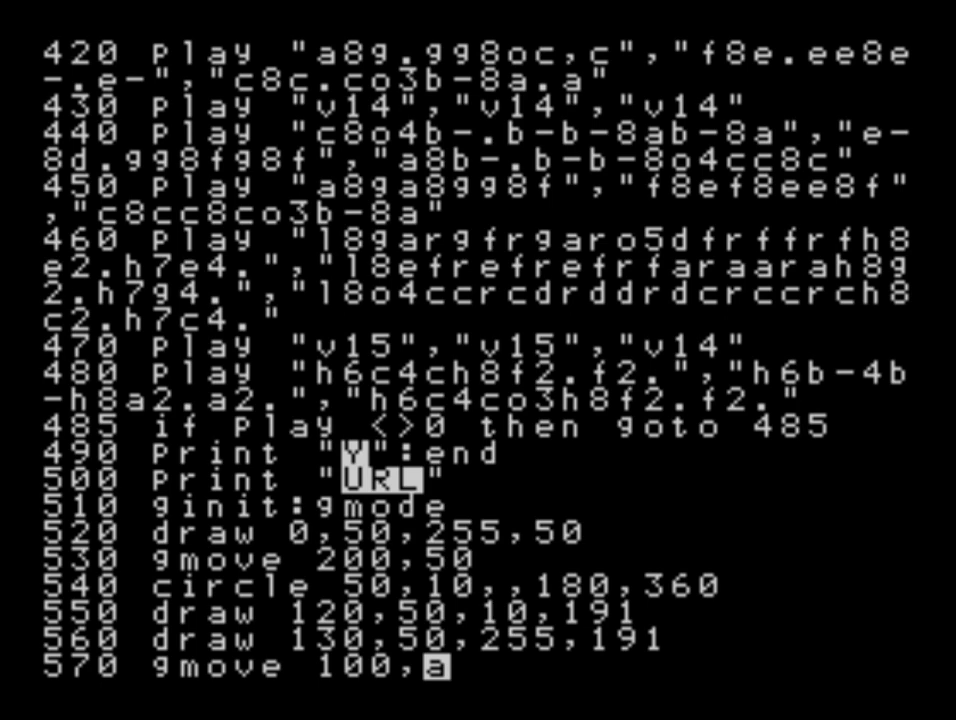 420 play "a8g.gg8oc,c","f8e.ee8e
-.e-","c8c.co3b-8a.a"
430 play "v14","v14","v14"
440 play "c8o4b-.b-b-8ab-8a","e-
8d.gg8fg8f","a8b-.b-b-8o4cc8c"
450 play "a8ga8gg8f","f8ef8ee8f"
,"c8cc8co3b-8a"
460 play "l8gargfrgaro5dfrffrfh8
e2.h7e4.","l8efrefrefrfaraarah8g
2.h7g4.","l8o4ccrcdrddrdcrccrch8
c2.h7c4."
470 play "v15","v15","v14"
480 play "h6c4ch8f2.f2.","h6b-4b
-h8a2.a2.","h6c4co3h8f2.f2."
485 if play <>0 then goto 485
490 print "Y":end
500 print "URL"
510 ginit:gmode
520 draw 0,50,255,50
530 gmove 200,50
540 circle 50,10,,180,360
550 draw 120,50,10,191
560 draw 130,50,255,191
570 gmove 100,a